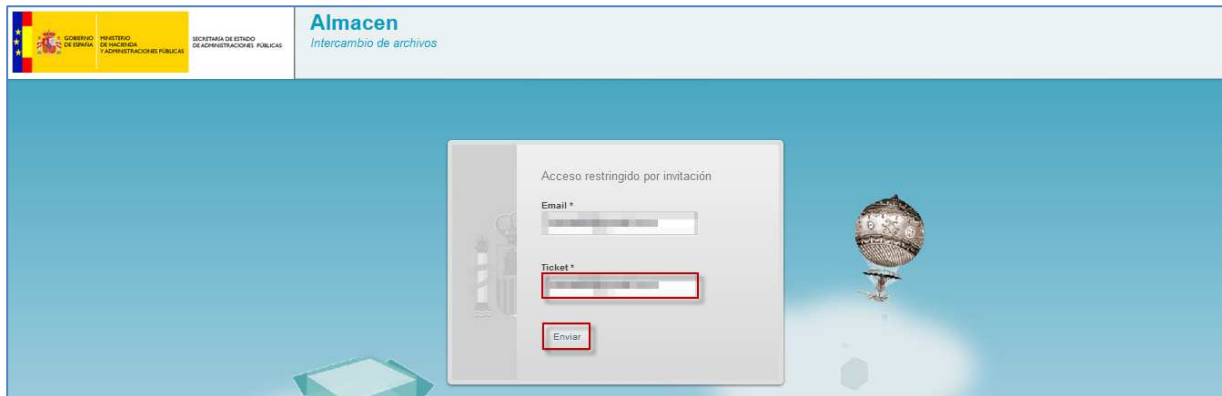 GOBIERNO
DE ESPAÑA
MINISTERIO
DE HACIENDA
Y ADMINISTRACIONES PÚBLICAS
SECRETARÍA DE ESTADO
DE ADMINISTRACIONES PÚBLICAS
Almacen
Intercambio de archivos
Acceso restringido por invitación
Email *
Ticket *
Enviar